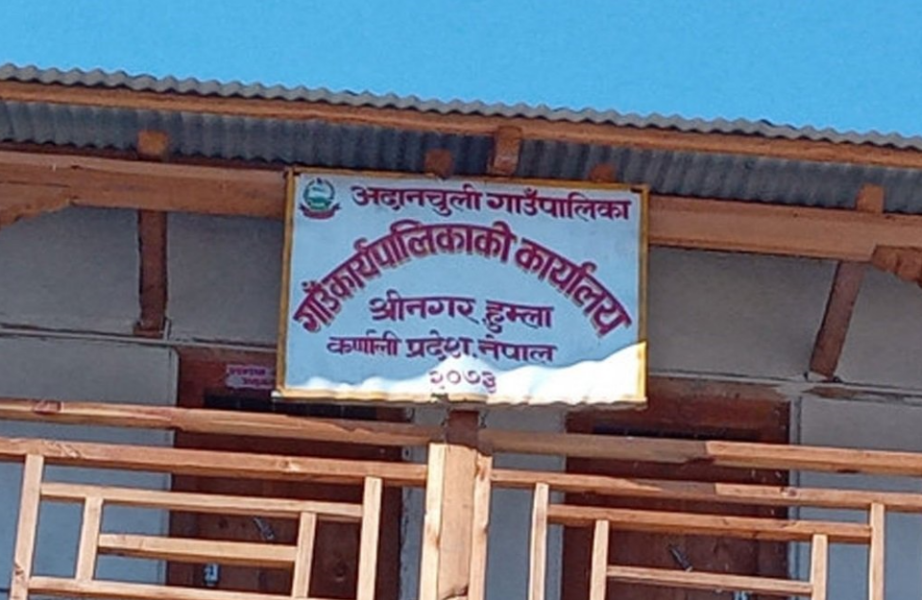 अदानचुली गाउँपालिका
गाउँकार्यपालिकाको कार्यालय
श्रीनगर, हुम्ला
कर्णाली प्रदेश, नेपाल
२०७३